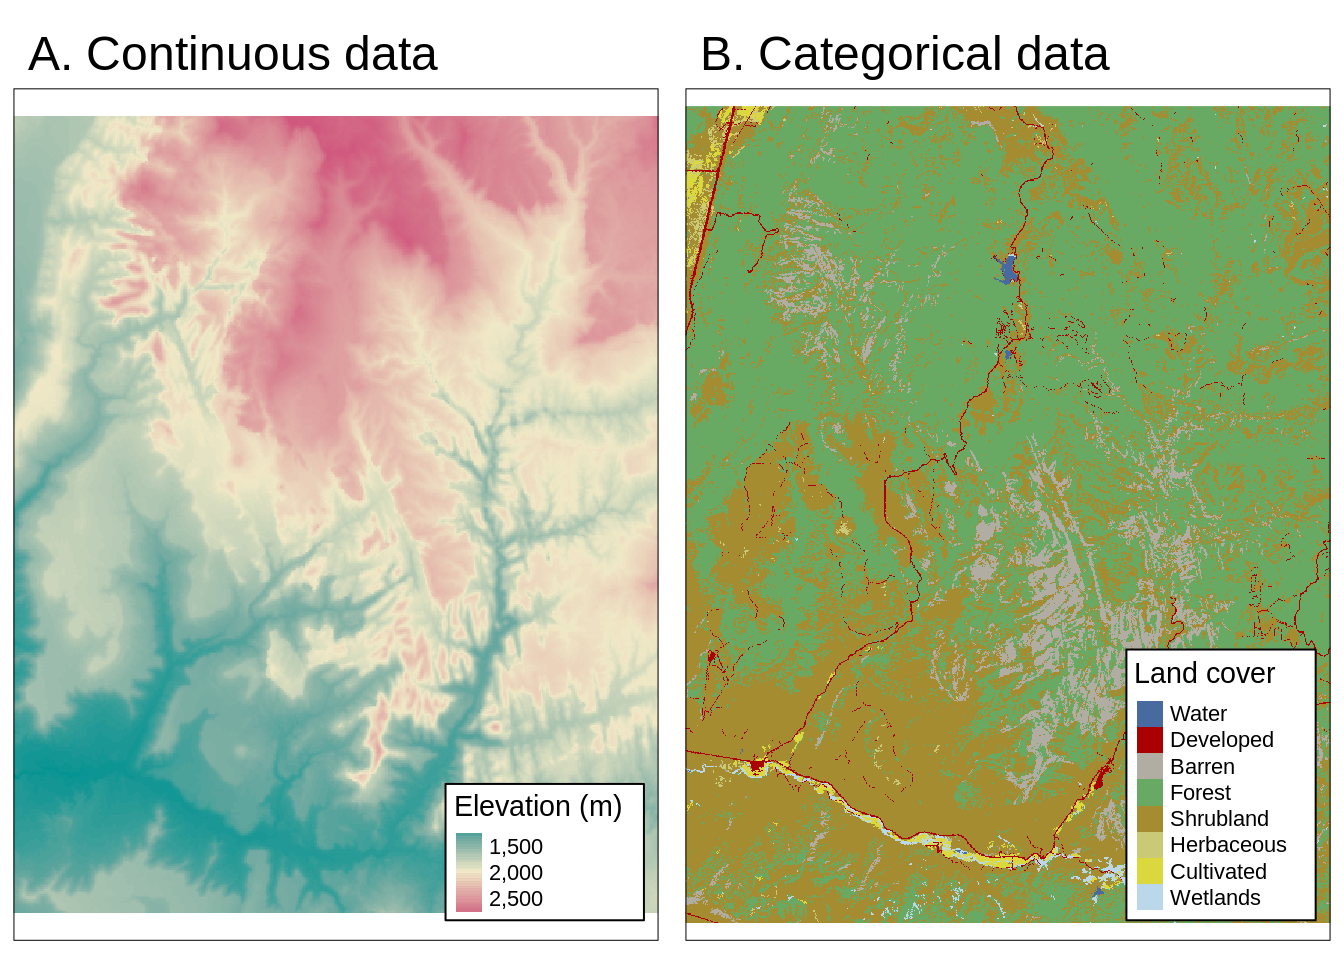 A. Continuous data
B. Categorical data
Elevation (m)
1,500
2,000
2,500
Land cover
Water
Developed
Barren
Forest
Shrubland
Herbaceous
Cultivated
Wetlands